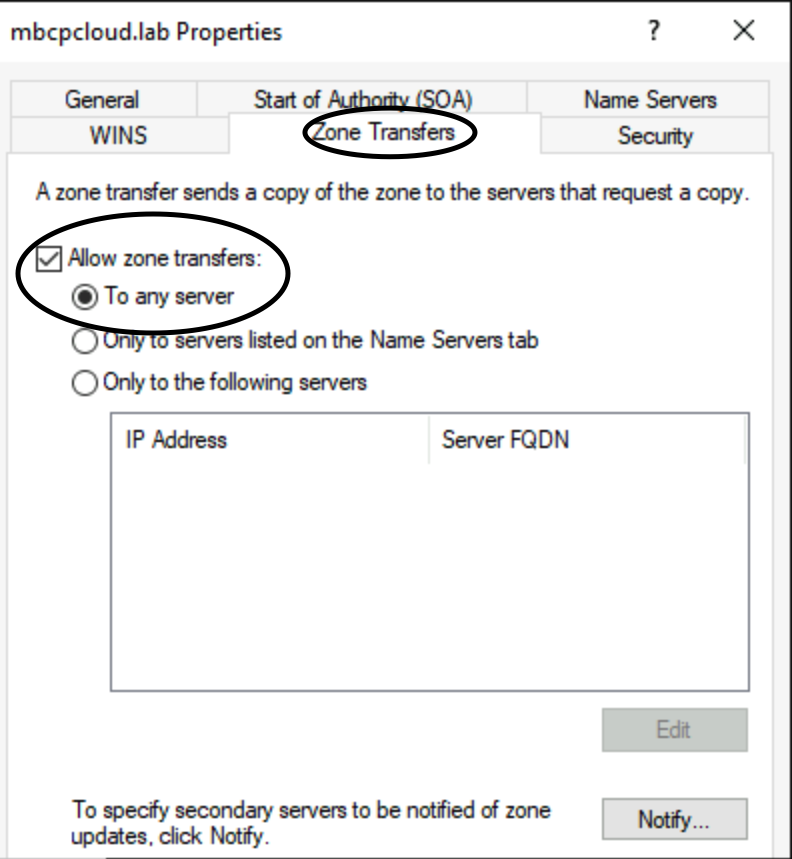 mbcpcloud.lab Properties ?
General Start of Authority (SOA) Name Servers
WINS Zone Transfers Security
A zone transfer sends a copy of the zone to the servers that request a copy.
Allow zone transfers:
To any server
Only to servers listed on the Name Servers tab
Only to the following servers
IP Address Server FQDN
Edit
To specify secondary servers to be notified of zone
updates, click Notify.
Notify...